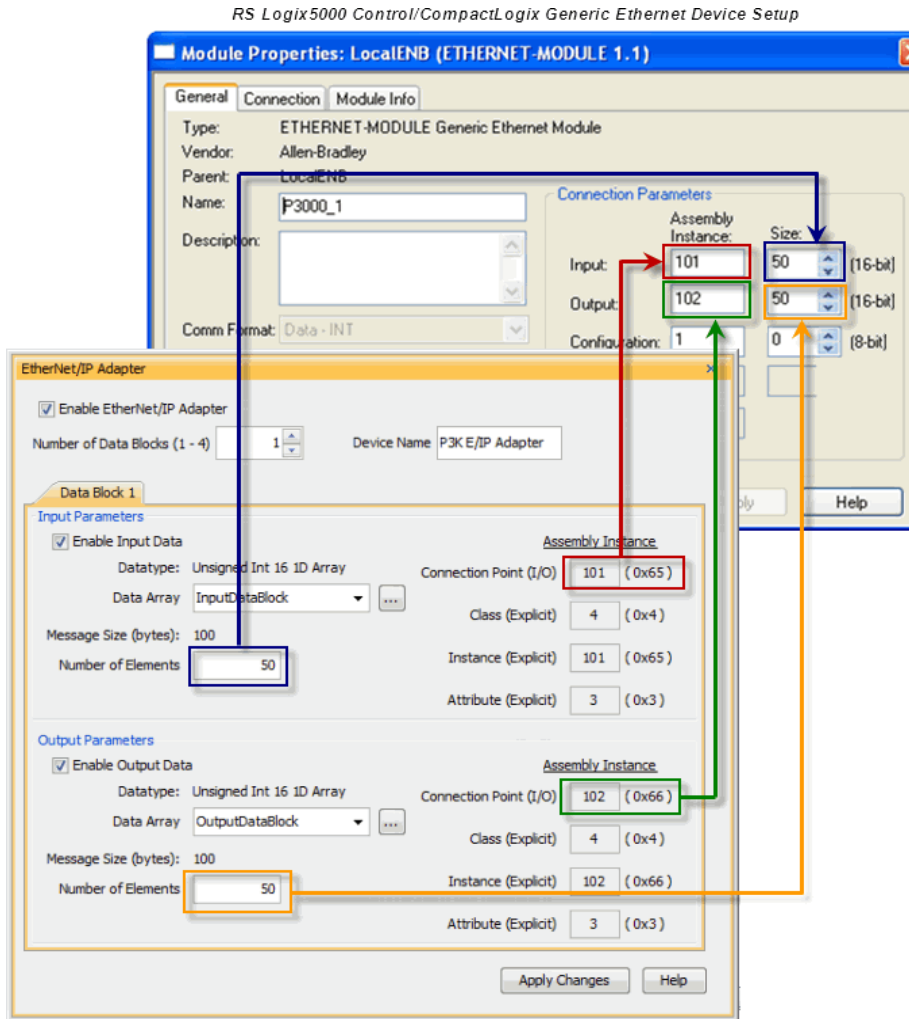 RS Logix5000 Control/CompactLogix Generic Ethernet Device Setup
Module Properties: LocalENB (ETHERNET-MODULE 1.1)
General Connection Module Info
Type: ETHERNET-MODULE Generic Ethernet Module
Vendor: Allen-Bradley
Parent: LocalENB
Name: P3000_1
Description:
Comm Format: Data - INT
Connection Parameters
Assembly
Instance: Size:
Input: 101 50 (16-bit)
Output: 102 50 (16-bit)
Configuration: 1 0 (8-bit)
Help
EtherNet/IP Adapter
Enable EtherNet/IP Adapter
Number of Data Blocks (1 - 4) 1 Device Name P3K E/IP Adapter
Data Block 1
Input Parameters
Enable Input Data Assembly Instance
Datatype: Unsigned Int 16 1D Array Connection Point (I/O) 101 ( 0x65 )
Data Array InputDataBlock ...
Class (Explicit) 4 ( 0x4 )
Message Size (bytes): 100
Number of Elements 50 Instance (Explicit) 101 ( 0x65 )
Attribute (Explicit) 3 ( 0x3 )
Output Parameters
Enable Output Data Assembly Instance
Datatype: Unsigned Int 16 1D Array Connection Point (I/O) 102 ( 0x66 )
Data Array OutputDataBlock ...
Class (Explicit) 4 ( 0x4 )
Message Size (bytes): 100
Number of Elements 50 Instance (Explicit) 102 ( 0x66 )
Attribute (Explicit) 3 ( 0x3 )
Apply Changes Help